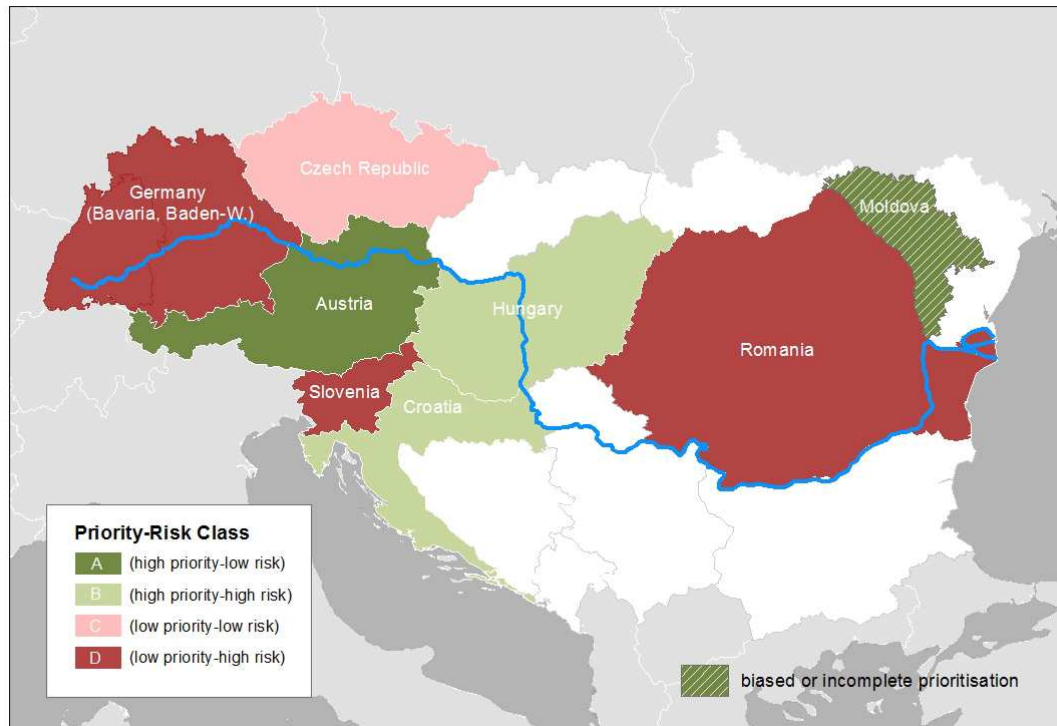 Czech Republic
Germany
(Bavaria, Baden-W.)
Moldova
Austria
Hungary
Romania
Slovenia
Croatia
Priority-Risk Class
A (high priority-low risk)
B (high priority-high risk)
C (low priority-low risk)
D (low priority-high risk)
biased or incomplete prioritisation